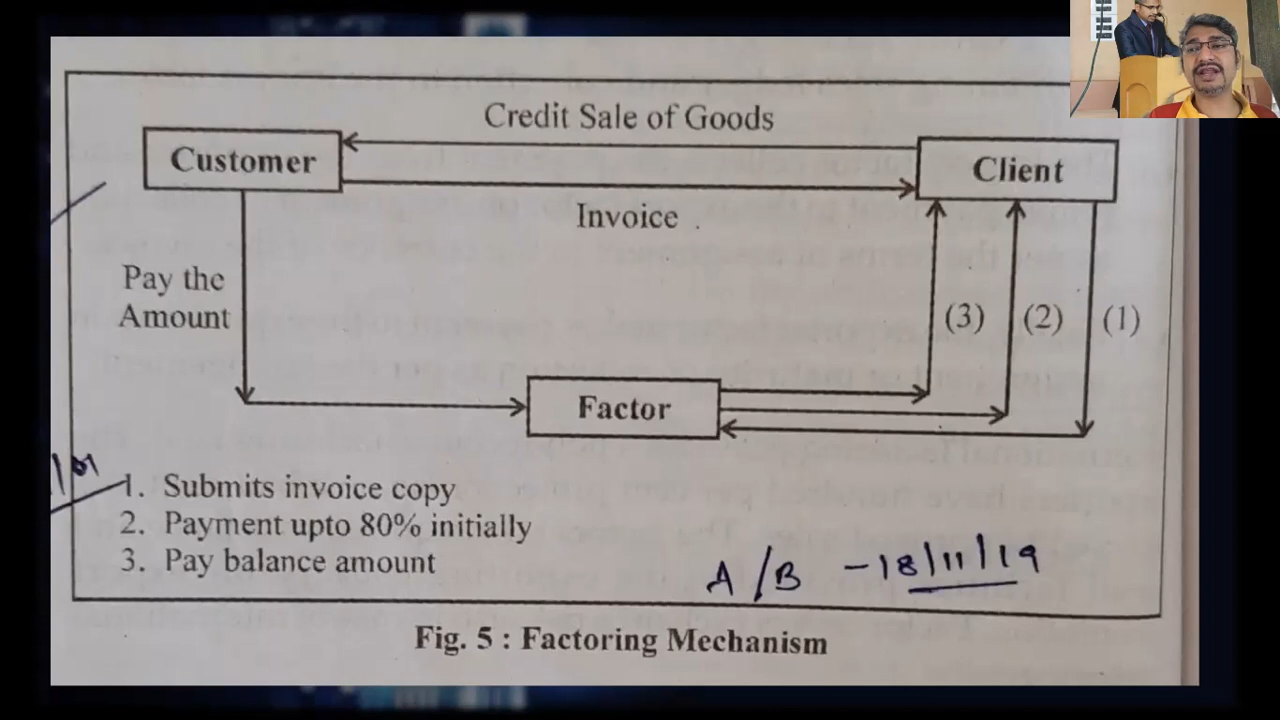 Credit Sale of Goods
Customer
Client
Invoice
Pay the
Amount
(3) (2) (1)
Factor
1. Submits invoice copy
2. Payment upto 80% initially
3. Pay balance amount
A/B - 18/11/19
Fig. 5 : Factoring Mechanism